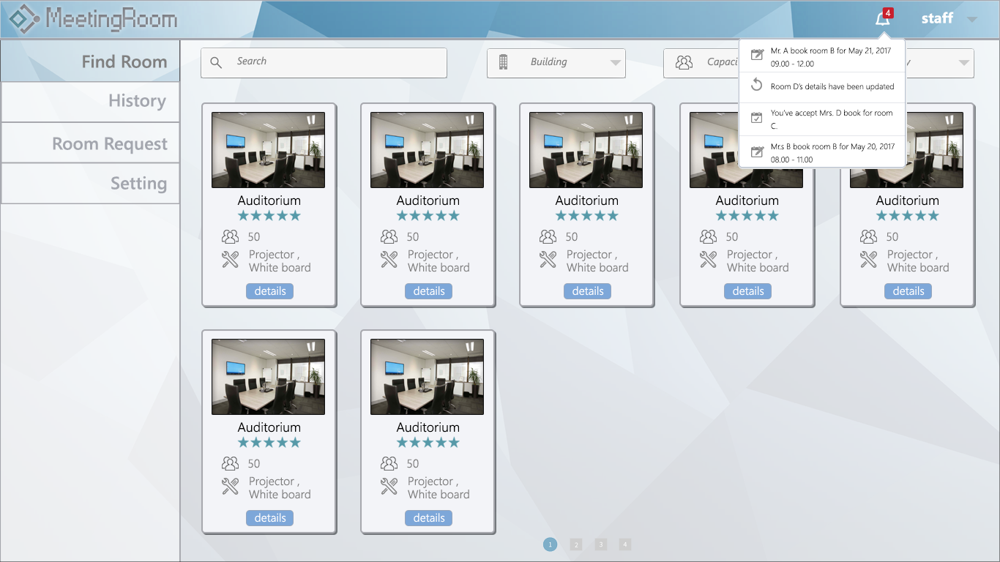 MeetingRoom
4
staff
Find Room
History
Room Request
Setting
Search
Building
Capaci
Mr. A book room B for May 21, 2017
09.00 - 12.00
Room D's details have been updated
You've accept Mrs. D book for room
C.
Mr.s B book room B for May 20, 2017
08.00 - 11.00
Auditorium
50
Projector ,
White board
details
Auditorium
50
Projector ,
White board
details
Auditorium
50
Projector ,
White board
details
Auditorium
50
Projector ,
White board
details
Auditorium
50
Projector ,
White board
details
Auditorium
50
Projector ,
White board
details
Auditorium
50
Projector ,
White board
details
1 2 3 4